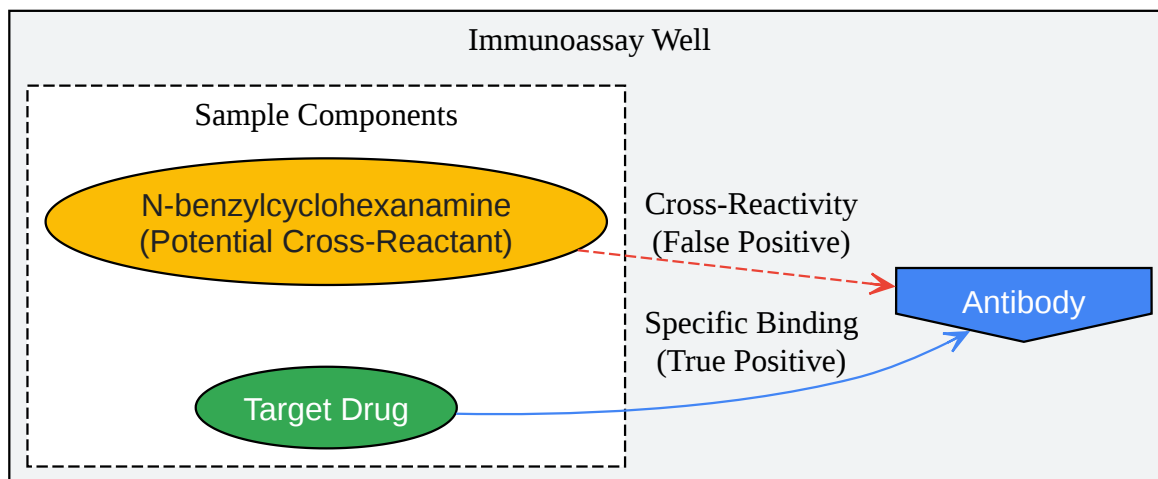 Immunoassay Well
Sample Components
N-benzylcyclohexanamine
(Potential Cross-Reactant)
Cross-Reactivity
(False Positive)
Antibody
Specific Binding
(True Positive)
Target Drug